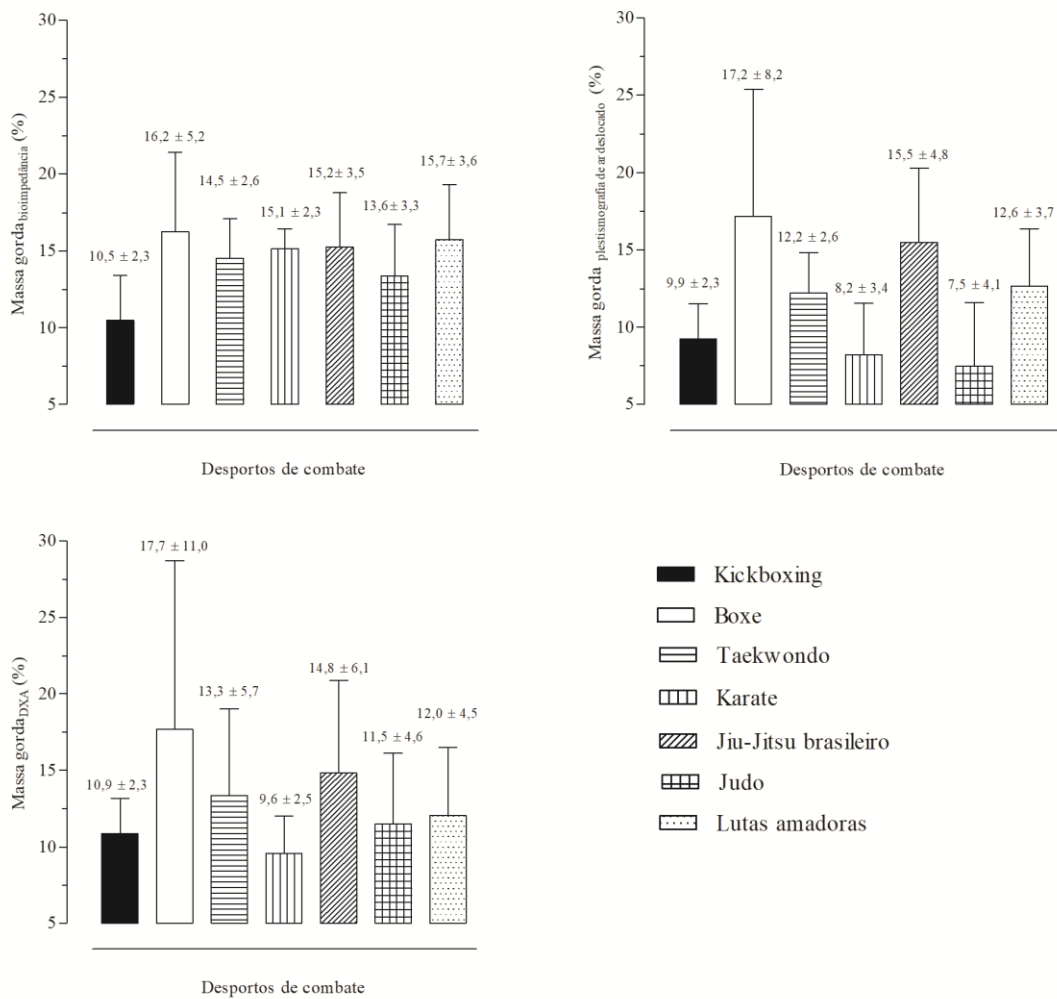 Massa gorda bioimpedância (%)
30
25
20
15
10
5
10,5 ± 2,3
16,2 ± 5,2
14,5 ± 2,6
15,1 ± 2,3
15,2 ± 3,5
13,6 ± 3,3
15,7 ± 3,6
Desportos de combate
Massa gorda plestismografia de ar deslocado (%)
30
25
20
15
10
5
9,9 ± 2,3
17,2 ± 8,2
12,2 ± 2,6
8,2 ± 3,4
15,5 ± 4,8
7,5 ± 4,1
12,6 ± 3,7
Desportos de combate
Massa gorda DXA (%)
30
25
20
15
10
5
10,9 ± 2,3
17,7 ± 11,0
13,3 ± 5,7
9,6 ± 2,5
14,8 ± 6,1
11,5 ± 4,6
12,0 ± 4,5
Desportos de combate
Kickboxing
Boxe
Taekwondo
Karate
Jiu-Jitsu brasileiro
Judo
Lutas amadoras